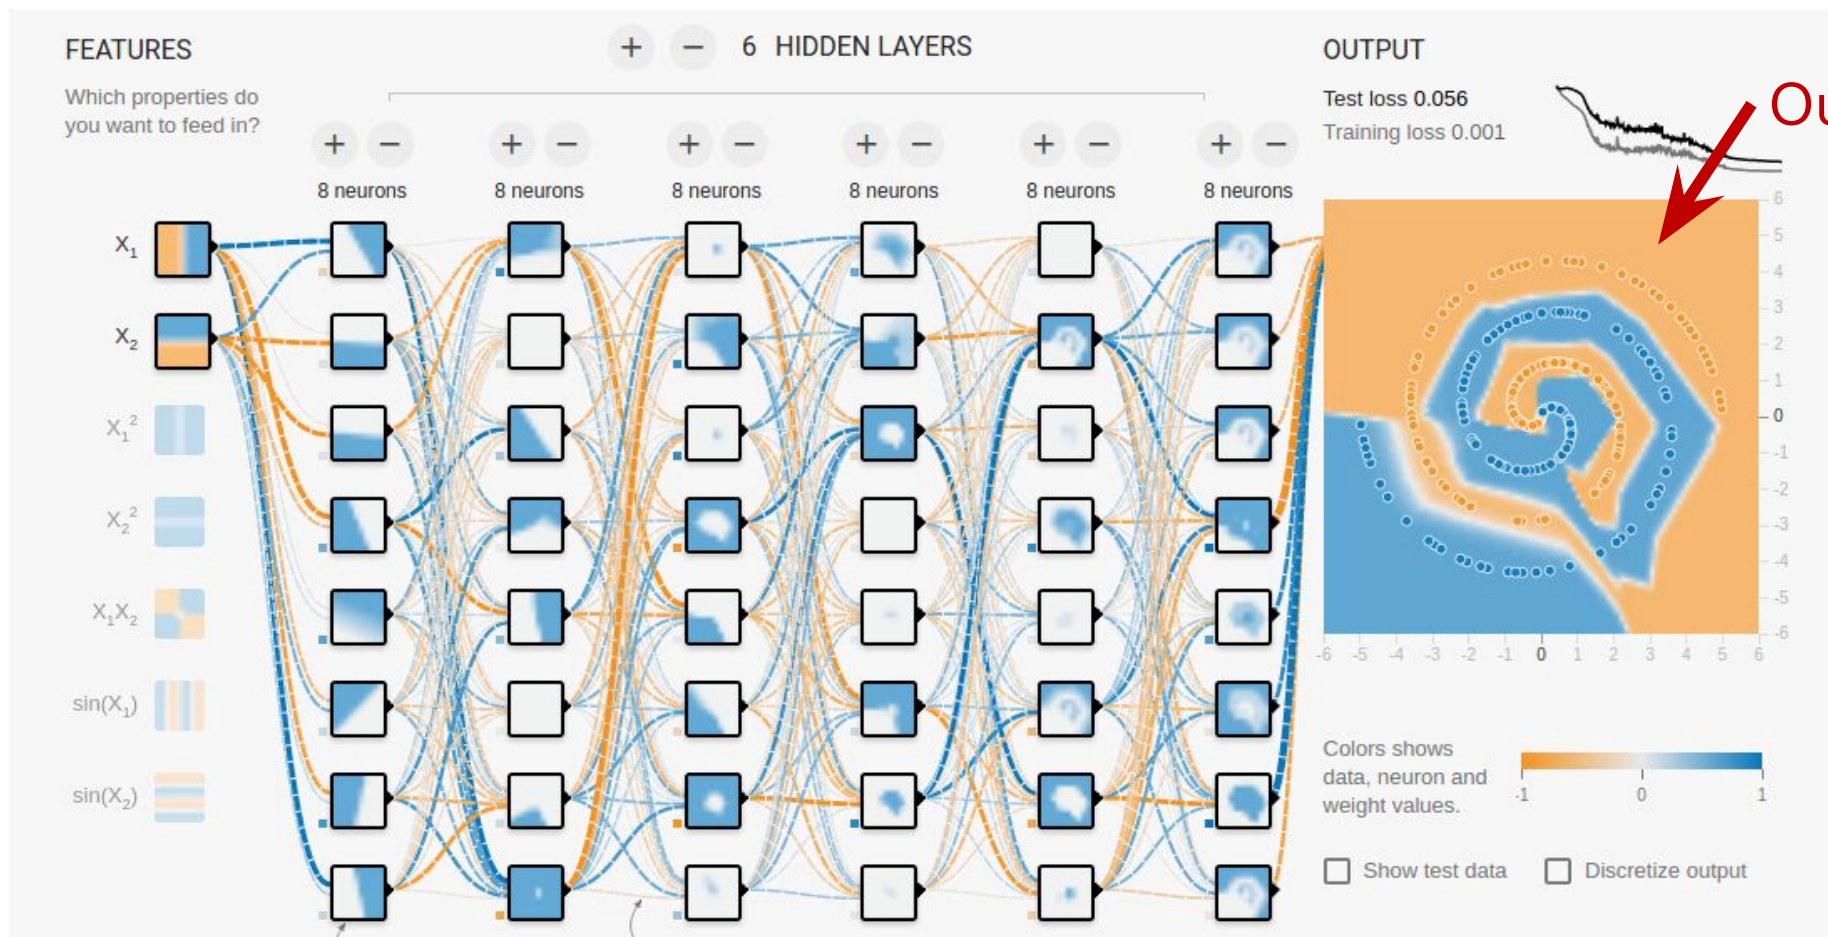 FEATURES
Which properties do
you want to feed in?
+ − 6 HIDDEN LAYERS
+ − + − + − + − + − + −
8 neurons 8 neurons 8 neurons 8 neurons 8 neurons 8 neurons
X1
X2
X1²
X2²
X1X2
sin(X1)
sin(X2)
OUTPUT
Test loss 0.056
Training loss 0.001
Ou
6
5
4
3
2
1
0
-1
-2
-3
-4
-5
-6
-6 -5 -4 -3 -2 -1 0 1 2 3 4 5 6
Colors shows
data, neuron and
weight values.
-1 0 1
Show test data Discretize output